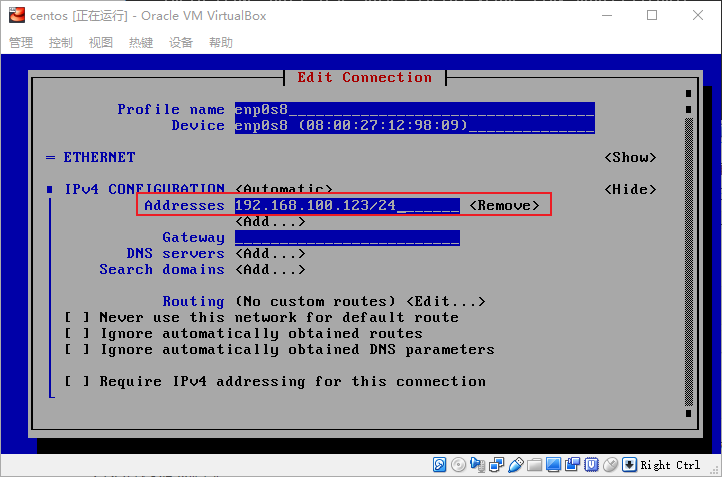 centos [正在运行] - Oracle VM VirtualBox
管理 控制 视图 热键 设备 帮助
Edit Connection
Profile name enp0s8
Device enp0s8 (08:00:27:12:98:09)
= ETHERNET <Show>
IPv4 CONFIGURATION <Automatic> <Hide>
Addresses 192.168.100.123/24 <Remove>
<Add...>
Gateway
DNS servers <Add...>
Search domains <Add...>
Routing (No custom routes) <Edit...>
[ ] Never use this network for default route
[ ] Ignore automatically obtained routes
[ ] Ignore automatically obtained DNS parameters
[ ] Require IPv4 addressing for this connection
Right Ctrl